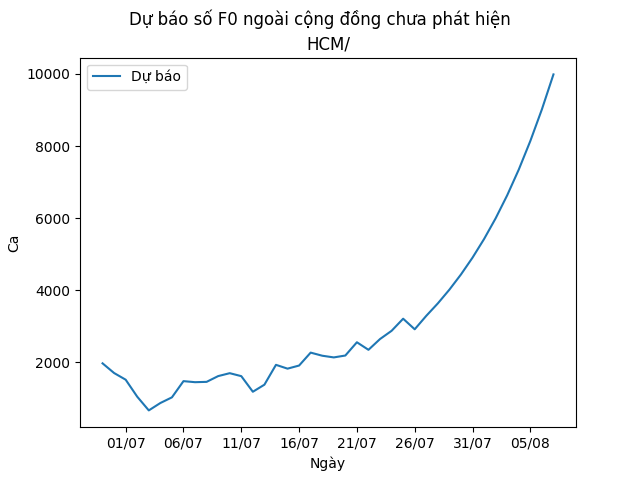 Dự báo số F0 ngoài cộng đồng chưa phát hiện
HCM/
Dự báo
10000
8000
6000
4000
2000
Ca
01/07 06/07 11/07 16/07 21/07 26/07 31/07 05/08
Ngày